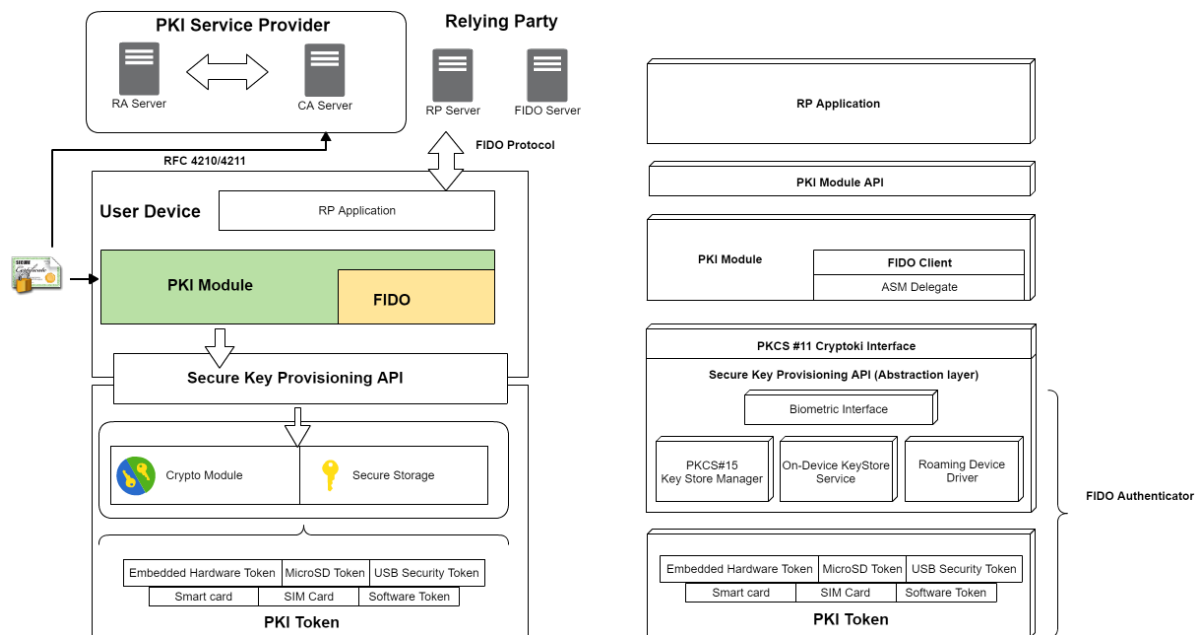 PKI Service Provider
RA Server
CA Server
Relying Party
RP Server
FIDO Server
RFC 4210/4211
FIDO Protocol
User Device
RP Application
PKI Module
FIDO
Secure Key Provisioning API
Crypto Module
Secure Storage
Embedded Hardware Token
MicroSD Token
USB Security Token
Smart card
SIM Card
Software Token
PKI Token
RP Application
PKI Module API
PKI Module
FIDO Client
ASM Delegate
PKCS #11 Cryptoki Interface
Secure Key Provisioning API (Abstraction layer)
Biometric Interface
PKCS#15
Key Store Manager
On-Device KeyStore
Service
Roaming Device
Driver
FIDO Authenticator
Embedded Hardware Token
MicroSD Token
USB Security Token
Smart card
SIM Card
Software Token
PKI Token